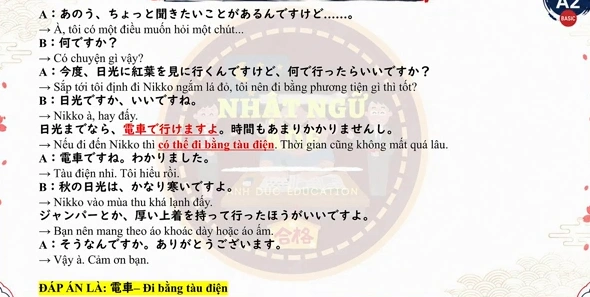 A2
BASIC
A：あのう、ちょっと聞きたいことがあるんですけど……。
→ À, tôi có một điều muốn hỏi một chút...
B：何ですか？
→ Có chuyện gì vậy?
A：今度、日光に紅葉を見に行くんですけど、何で行ったらいいですか？
→ Sắp tới tôi định đi Nikko ngắm lá đỏ, tôi nên đi bằng phương tiện gì thì tốt?
B：日光ですか、いいですね。
→ Nikko à, hay đấy.
日光までなら、電車で行けますよ。時間もあまりかかりませんし。
→ Nếu đi đến Nikko thì có thể đi bằng tàu điện. Thời gian cũng không mất quá lâu.
A：電車ですね。わかりました。
→ Tàu điện nhỉ. Tôi hiểu rồi.
B：秋の日光は、かなり寒いですよ。
→ Nikko vào mùa thu khá lạnh đấy.
ジャンパーとか、厚い上着を持って行ったほうがいいですよ。
→ Bạn nên mang theo áo khoác dày hoặc áo ấm.
A：そうなんですか。ありがとうございます。
→ Vậy à. Cảm ơn bạn.
ĐÁP ÁN LÀ: 電車– Đi bằng tàu điện
NHẬT NGỮ
EDUCATION
合格